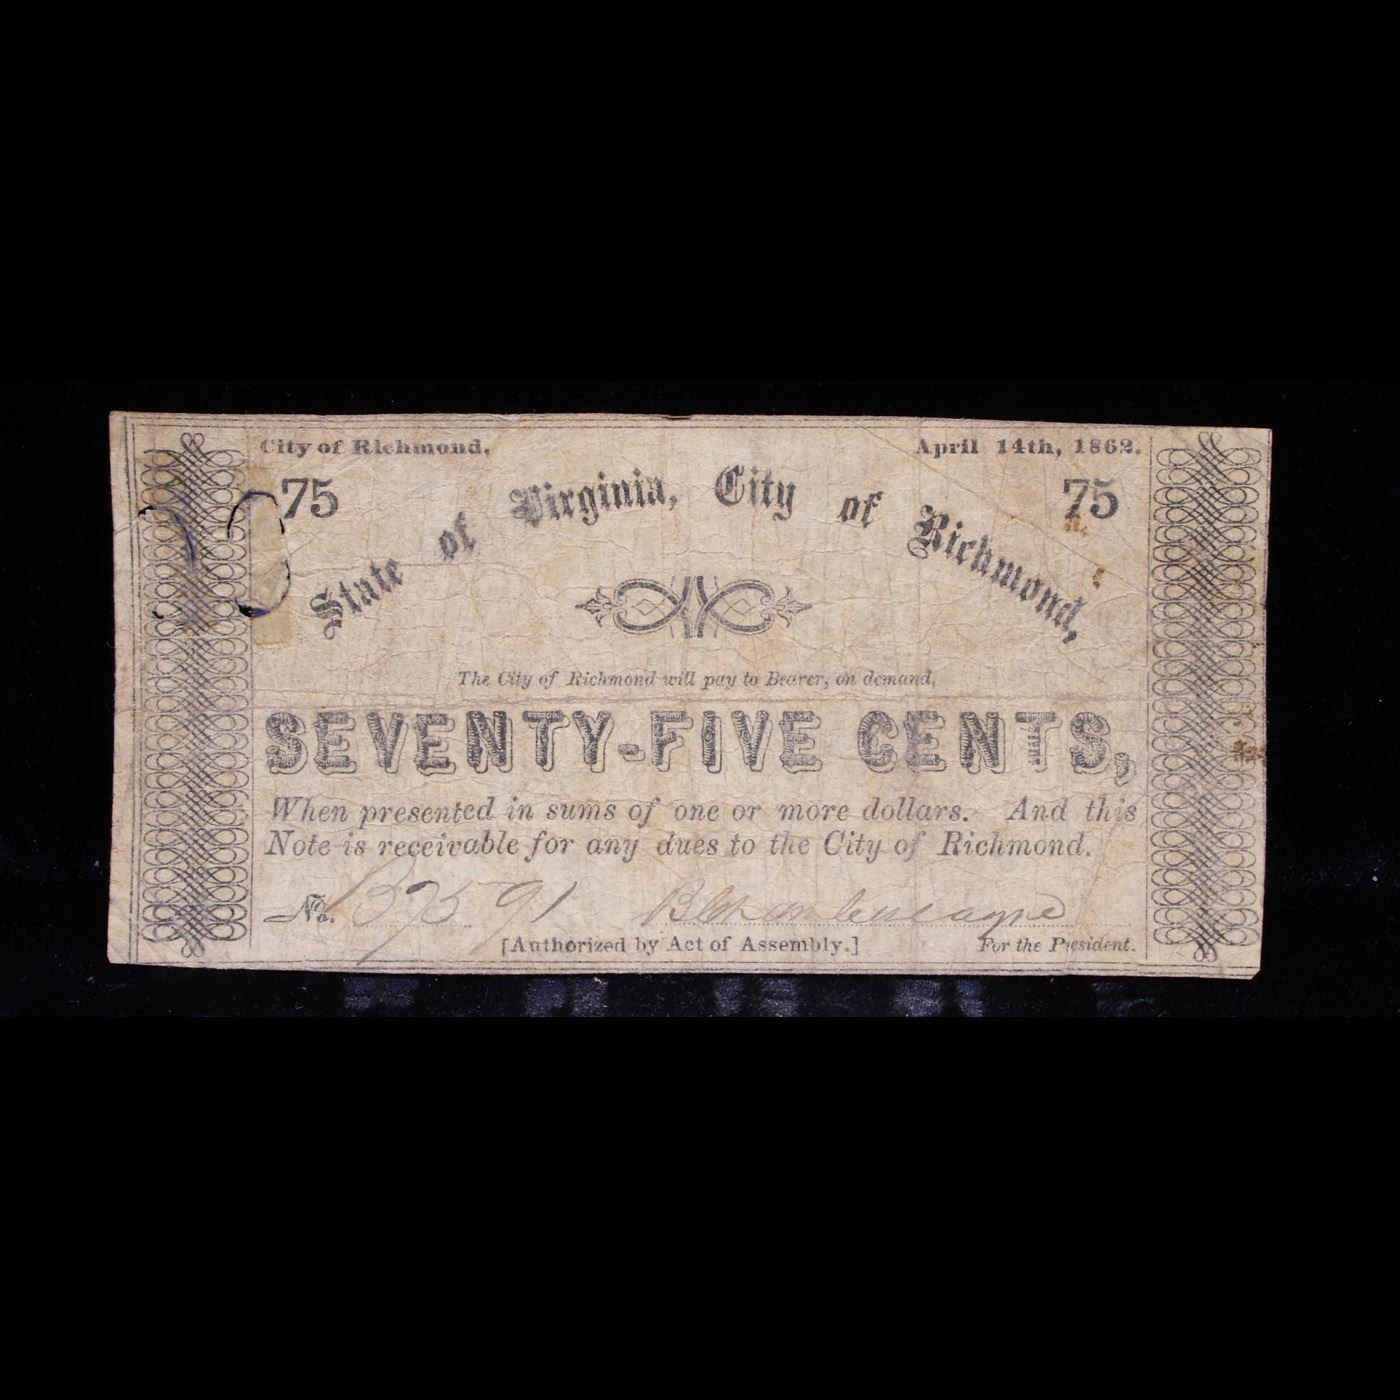 City of Richmond, April 14th, 1862.
75 75
State of Virginia, City of Richmond,
The City of Richmond will pay to Bearer, on demand,
SEVENTY-FIVE CENTS,
When presented in sums of one or more dollars. And this
Note is receivable for any dues to the City of Richmond.
No.
[Authorized by Act of Assembly.] For the President.